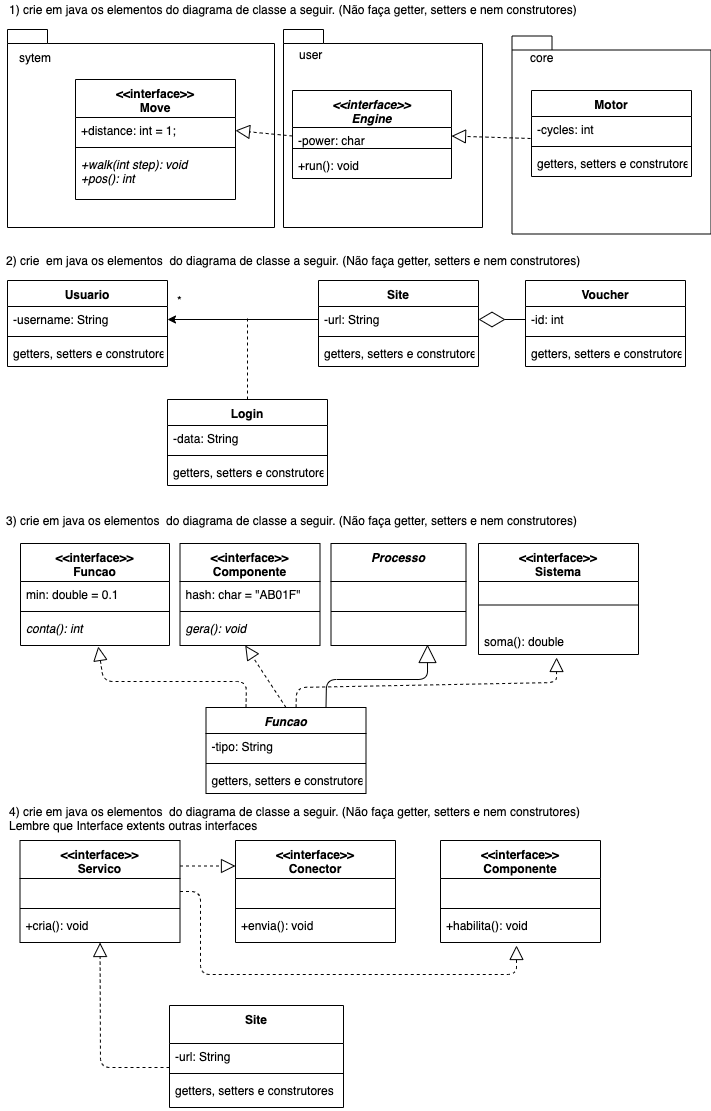 1) crie em java os elementos do diagrama de classe a seguir. (Não faça getter, setters e nem construtores)
sytem
<<interface>>
Move
+distance: int = 1;
+walk(int step): void
+pos(): int
user
<<interface>>
Engine
-power: char
+run(): void
core
Motor
-cycles: int
getters, setters e construtore
2) crie em java os elementos do diagrama de classe a seguir. (Não faça getter, setters e nem construtores)
Usuario
-username: String
getters, setters e construtore
*
Site
-url: String
getters, setters e construtore
Voucher
-id: int
getters, setters e construtore
Login
-data: String
getters, setters e construtore
3) crie em java os elementos do diagrama de classe a seguir. (Não faça getter, setters e nem construtores)
<<interface>>
Funcao
min: double = 0.1
conta(): int
<<interface>>
Componente
hash: char = "AB01F"
gera(): void
Processo
<<interface>>
Sistema
soma(): double
Funcao
-tipo: String
getters, setters e construtore
4) crie em java os elementos do diagrama de classe a seguir. (Não faça getter, setters e nem construtores)
Lembre que Interface extents outras interfaces
<<interface>>
Servico
+cria(): void
<<interface>>
Conector
+envia(): void
<<interface>>
Componente
+habilita(): void
Site
-url: String
getters, setters e construtores